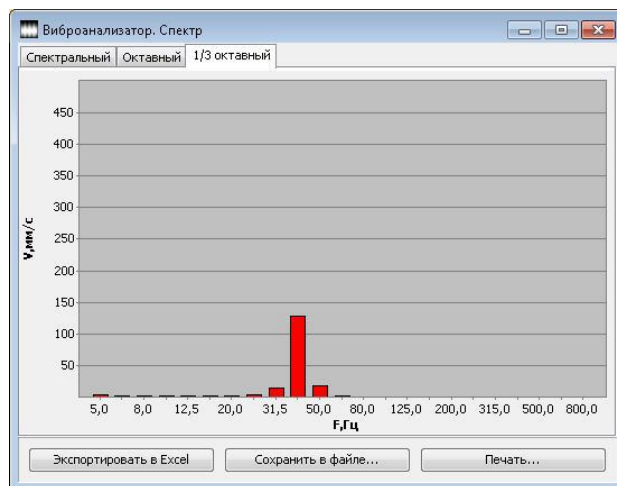 Виброанализатор. Спектр
Спектральный Октавный 1/3 октавный
450
400
350
300
250
200
150
100
50
V,мм/с
5,0 8,0 12,5 20,0 31,5 50,0 80,0 125,0 200,0 315,0 500,0 800,0
F,Гц
Экспортировать в Excel Сохранить в файле... Печать...